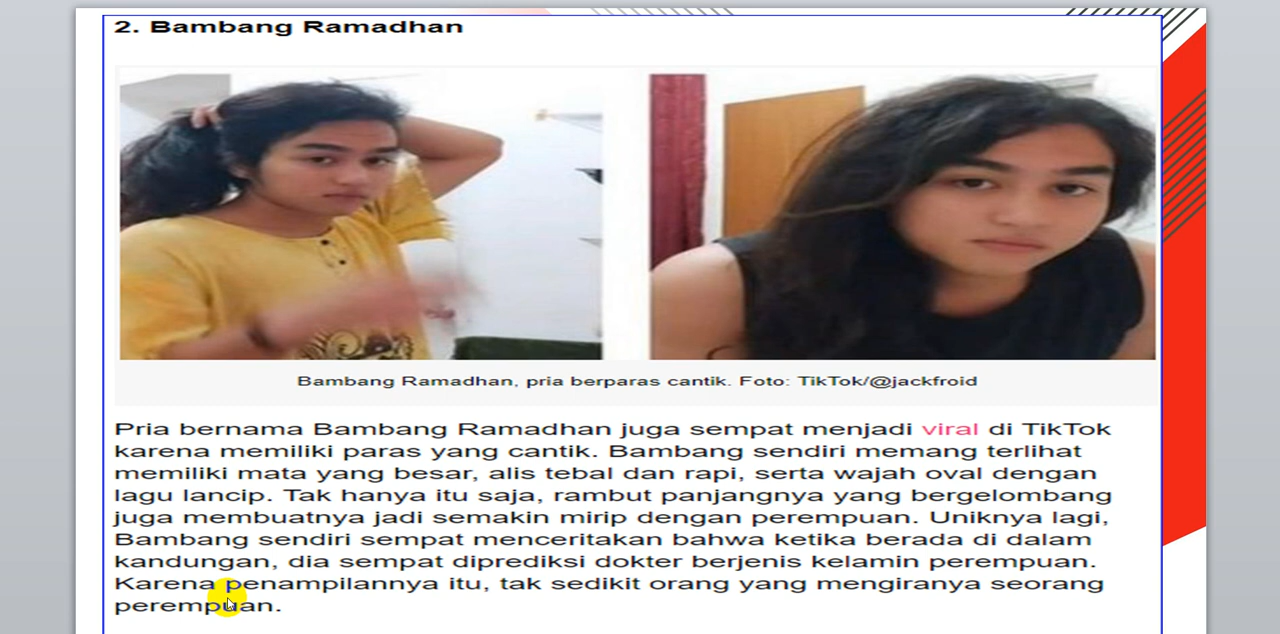 2. Bambang Ramadhan
Bambang Ramadhan, pria berparas cantik. Foto: TikTok/@jackfroid
Pria bernama Bambang Ramadhan juga sempat menjadi viral di TikTok
karena memiliki paras yang cantik. Bambang sendiri memang terlihat
memiliki mata yang besar, alis tebal dan rapi, serta wajah oval dengan
lagu lancip. Tak hanya itu saja, rambut panjangnya yang bergelombang
juga membuatnya jadi semakin mirip dengan perempuan. Uniknya lagi,
Bambang sendiri sempat menceritakan bahwa ketika berada di dalam
kandungan, dia sempat diprediksi dokter berjenis kelamin perempuan.
Karena penampilannya itu, tak sedikit orang yang mengiranya seorang
perempuan.